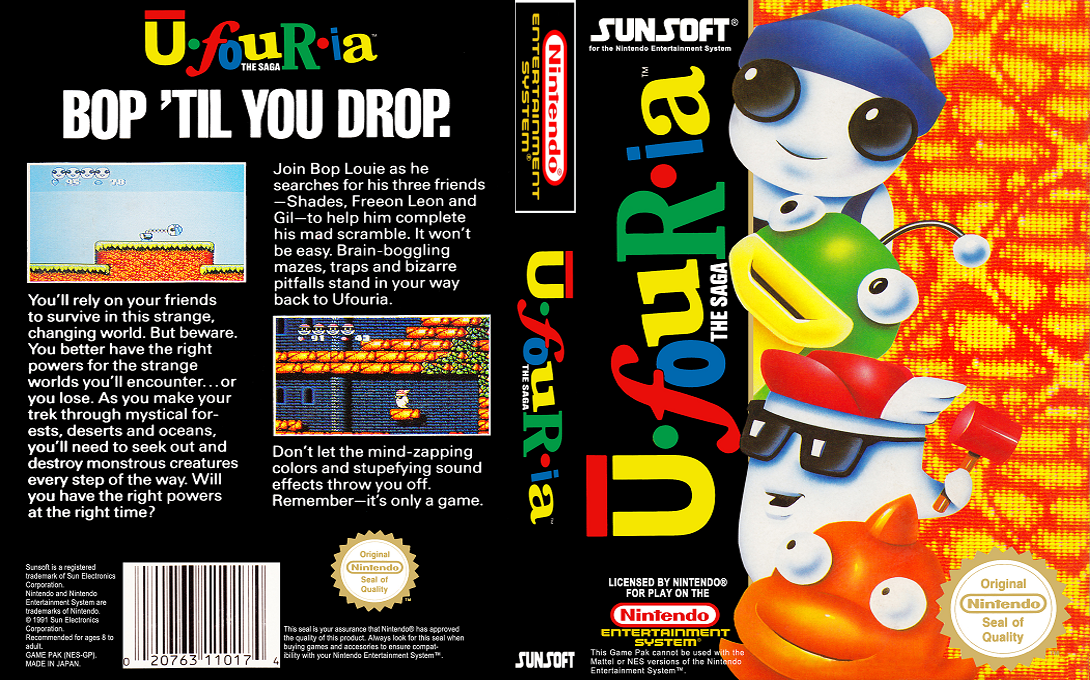 Ū·fouR·ia™
THE SAGA
BOP 'TIL YOU DROP.
95 78
Join Bop Louie as he
searches for his three friends
—Shades, Freeon Leon and
Gil—to help him complete
his mad scramble. It won't
be easy. Brain-boggling
mazes, traps and bizarre
pitfalls stand in your way
back to Ufouria.
You'll rely on your friends
to survive in this strange,
changing world. But beware.
You better have the right
powers for the strange
worlds you'll encounter...or
you lose. As you make your
trek through mystical for-
ests, deserts and oceans,
you'll need to seek out and
destroy monstrous creatures
every step of the way. Will
you have the right powers
at the right time?
91 43
Don't let the mind-zapping
colors and stupefying sound
effects throw you off.
Remember—it's only a game.
Sunsoft is a registered
trademark of Sun Electronics
Corporation.
Nintendo and Nintendo
Entertainment System are
trademarks of Nintendo.
© 1991 Sun Electronics
Corporation.
Recommended for ages 8 to
adult.
GAME PAK (NES-GP).
MADE IN JAPAN.
0 20763 11017 4
Original
Nintendo
Seal of
Quality
™
This seal is your assurance that Nintendo® has approved
the quality of this product. Always look for this seal when
buying games and accesories to ensure compat-
ibility with your Nintendo Entertainment System™.
Nintendo®
ENTERTAINMENT
SYSTEM®
Ū·fouR·ia™
THE SAGA
SUNSOFT
SUNSOFT®
for the Nintendo Entertainment System
Ū·fouR·ia™
THE SAGA
LICENSED BY NINTENDO®
FOR PLAY ON THE
Nintendo
ENTERTAINMENT
SYSTEM®
This Game Pak cannot be used with the
Mattel or NES versions of the Nintendo
Entertainment System™.
Original
Nintendo
Seal of
Quality